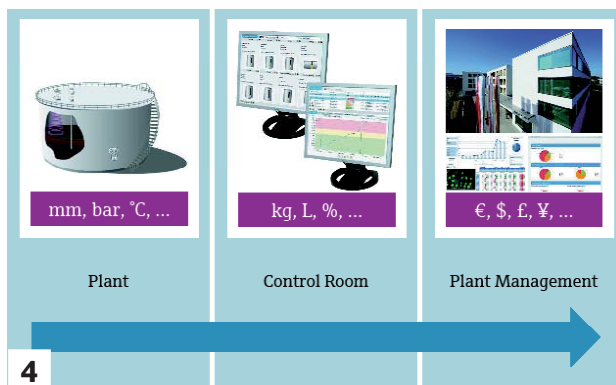 mm, bar, °C, ...
kg, L, %, ...
€, $, £, ¥, ...
Plant
Control Room
Plant Management
4